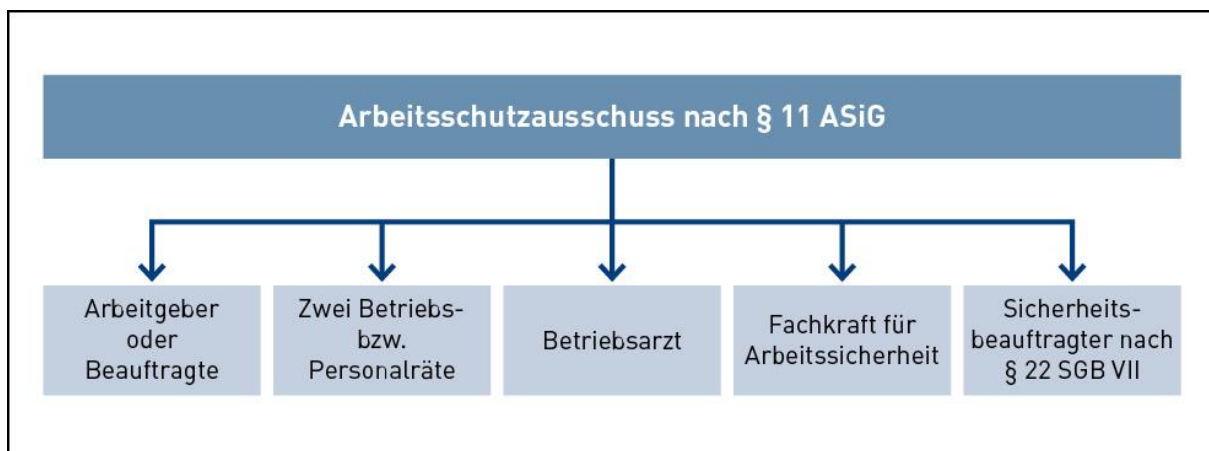 Arbeitsschutzausschuss nach § 11 ASiG
Arbeitgeber
oder
Beauftragte
Zwei Betriebs-
bzw.
Personalräte
Betriebsarzt
Fachkraft für
Arbeitssicherheit
Sicherheits-
beauftragter nach
§ 22 SGB VII